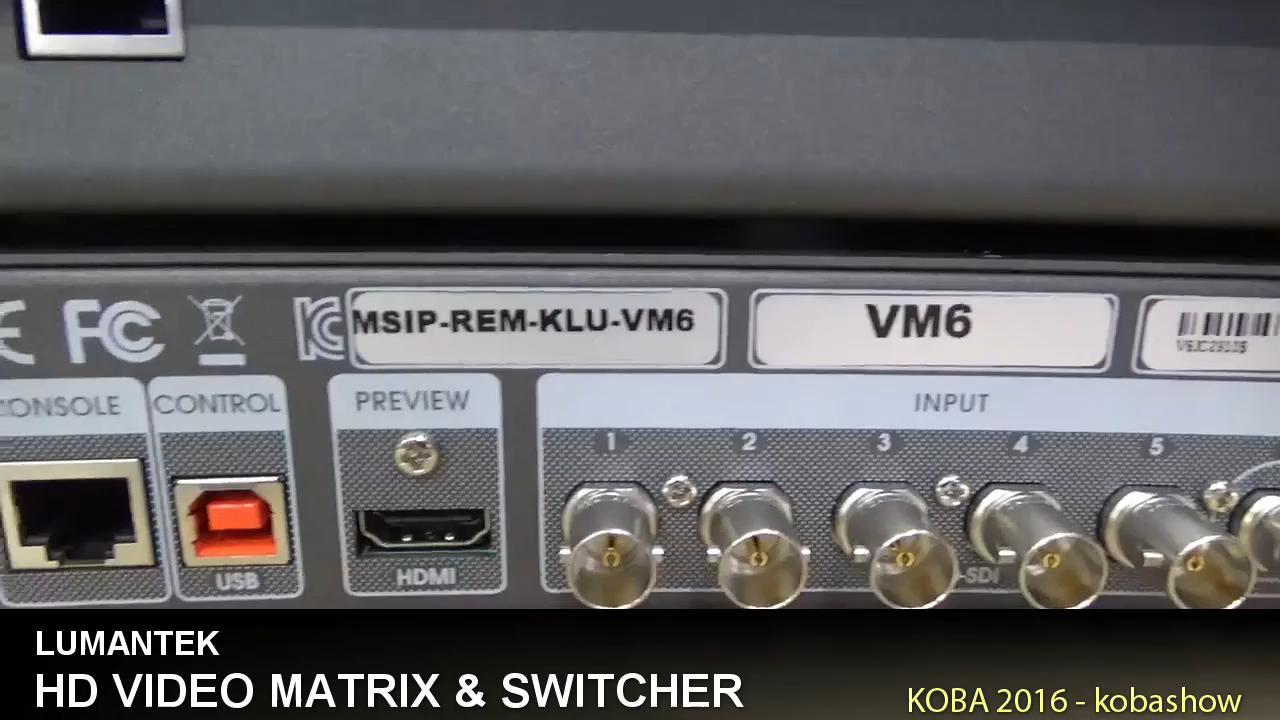 FC
MSIP-REM-KLU-VM6
VM6
CONSOLE
CONTROL
PREVIEW
INPUT
1 2 3 4 5
USB
HDMI
-SDI
LUMANTEK
HD VIDEO MATRIX & SWITCHER
KOBA 2016 - kobashow